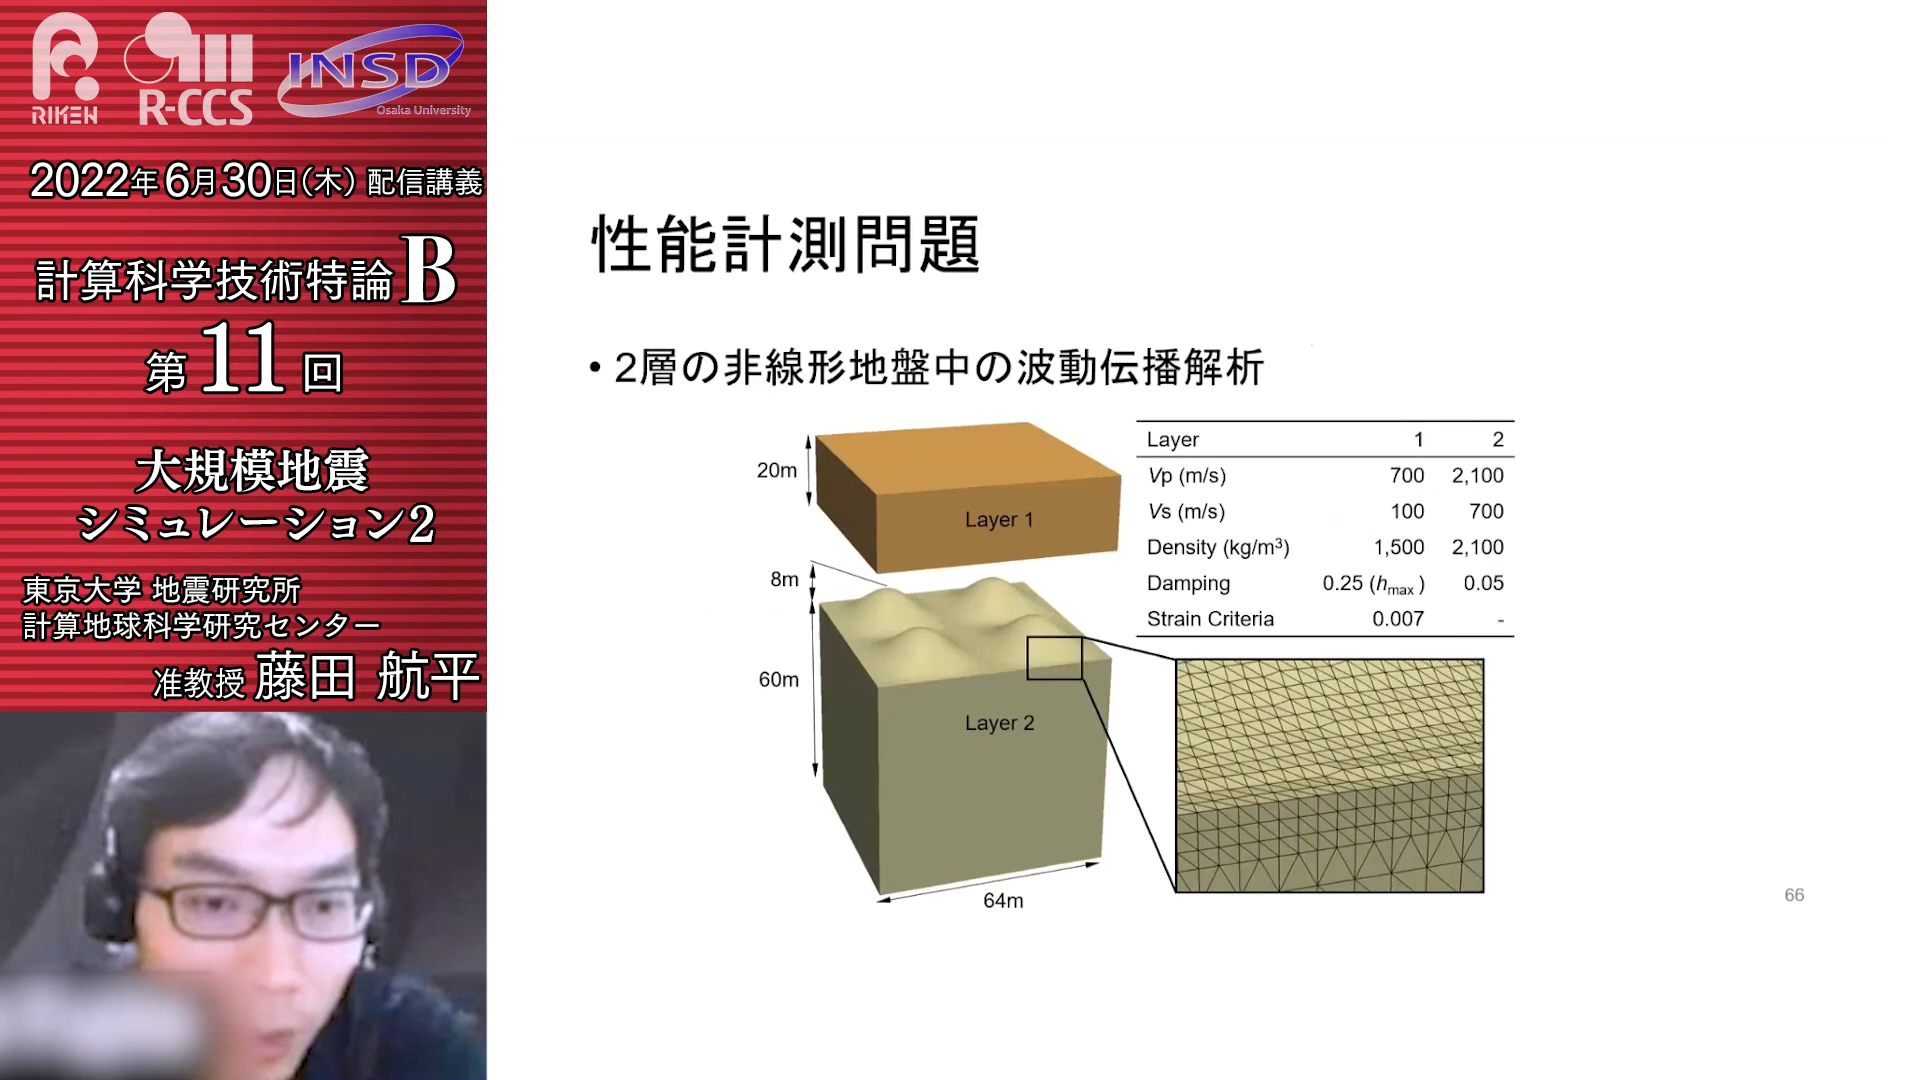 RIKEN
R-CCS
INSD
Osaka University
2022年6月30日(木) 配信講義
計算科学技術特論B
第11回
大規模地震
シミュレーション2
東京大学 地震研究所
計算地球科学研究センター
准教授 藤田 航平
性能計測問題
• 2層の非線形地盤中の波動伝播解析
20m
Layer 1
8m
60m
Layer 2
64m
Layer 1 2
Vp (m/s) 700 2,100
Vs (m/s) 100 700
Density (kg/m³) 1,500 2,100
Damping 0.25 (hmax ) 0.05
Strain Criteria 0.007 -
66